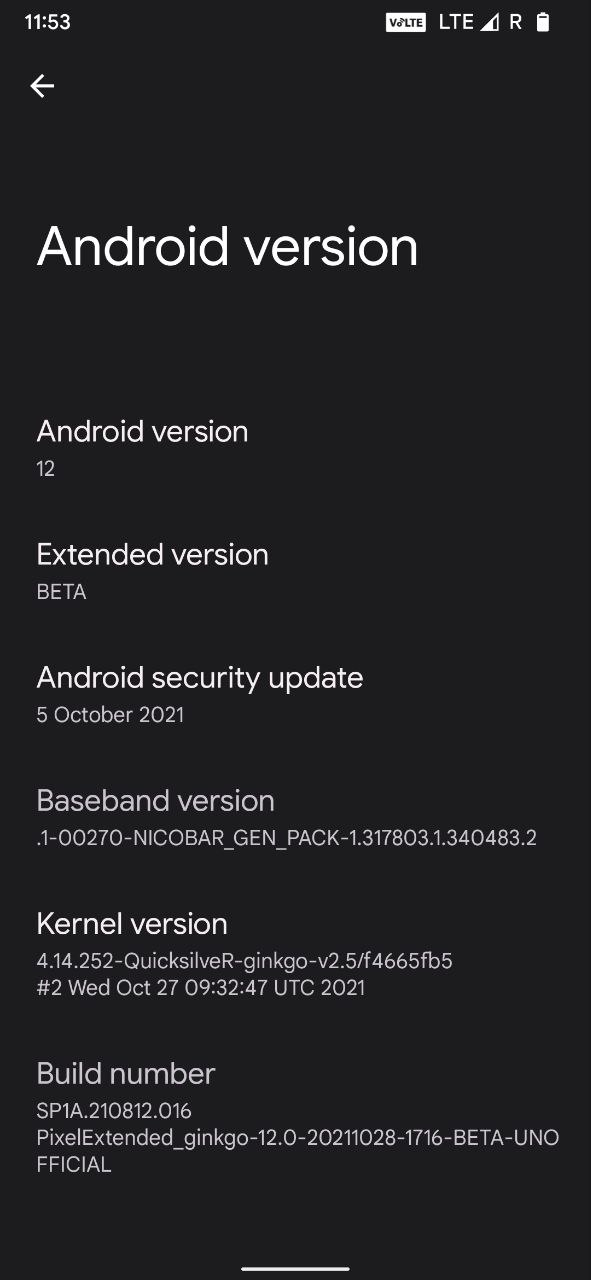 11:53 VoLTE LTE R
Android version
Android version
12
Extended version
BETA
Android security update
5 October 2021
Baseband version
.1-00270-NICOBAR_GEN_PACK-1.317803.1.340483.2
Kernel version
4.14.252-QuicksilveR-ginkgo-v2.5/f4665fb5
#2 Wed Oct 27 09:32:47 UTC 2021
Build number
SP1A.210812.016
PixelExtended_ginkgo-12.0-20211028-1716-BETA-UNO
FFICIAL